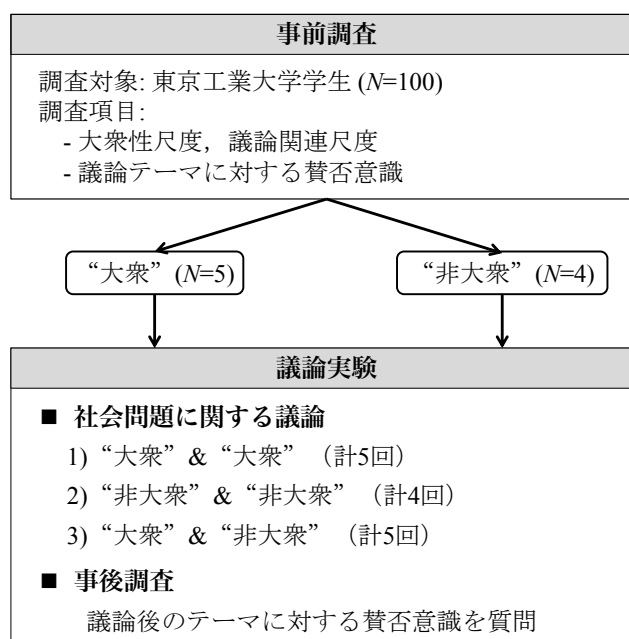 事前調査
調査対象: 東京工業大学学生 (N=100)
調査項目:
- 大衆性尺度，議論関連尺度
- 議論テーマに対する賛否意識
“大衆” (N=5)
“非大衆” (N=4)
議論実験
■ 社会問題に関する議論
1) “大衆” & “大衆” （計5回）
2) “非大衆” & “非大衆” （計4回）
3) “大衆” & “非大衆” （計5回）
■ 事後調査
議論後のテーマに対する賛否意識を質問